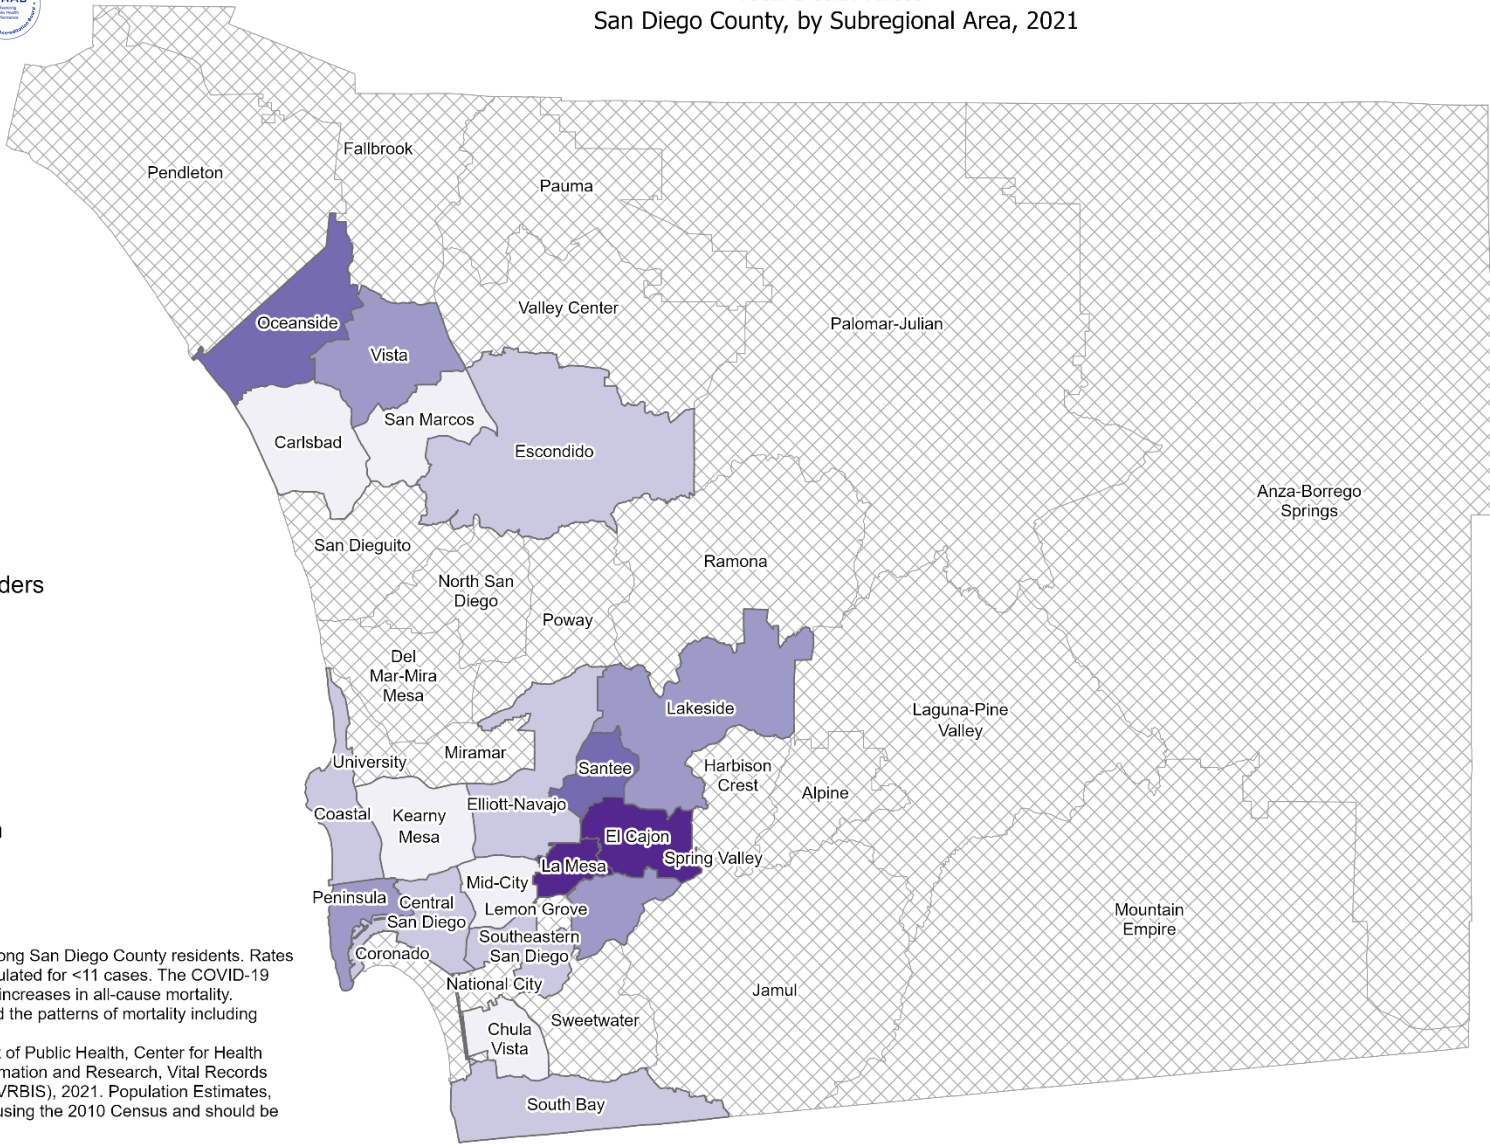 San Diego County, by Subregional Area, 2021
Fallbrook
Pendleton
Pauma
Valley Center
Oceanside
Palomar-Julian
Vista
San Marcos
Carlsbad
Escondido
Anza-Borrego
Springs
San Dieguito
Ramona
North San
Diego
ders
Poway
Del
Mar-Mira
Mesa
Lakeside
Laguna-Pine
Valley
Miramar
University
Santee
Harbison
Crest
Alpine
Elliott-Navajo
Coastal
Kearny
Mesa
El Cajon
Spring Valley
La Mesa
Mid-City
Peninsula
Central
San Diego
Lemon Grove
Mountain
Empire
Southeastern
San Diego
Coronado
National City
Jamul
Sweetwater
Chula
Vista
South Bay
ong San Diego County residents. Rates
ulated for <11 cases. The COVID-19
increases in all-cause mortality.
d the patterns of mortality including
of Public Health, Center for Health
mation and Research, Vital Records
VRBIS), 2021. Population Estimates,
using the 2010 Census and should be